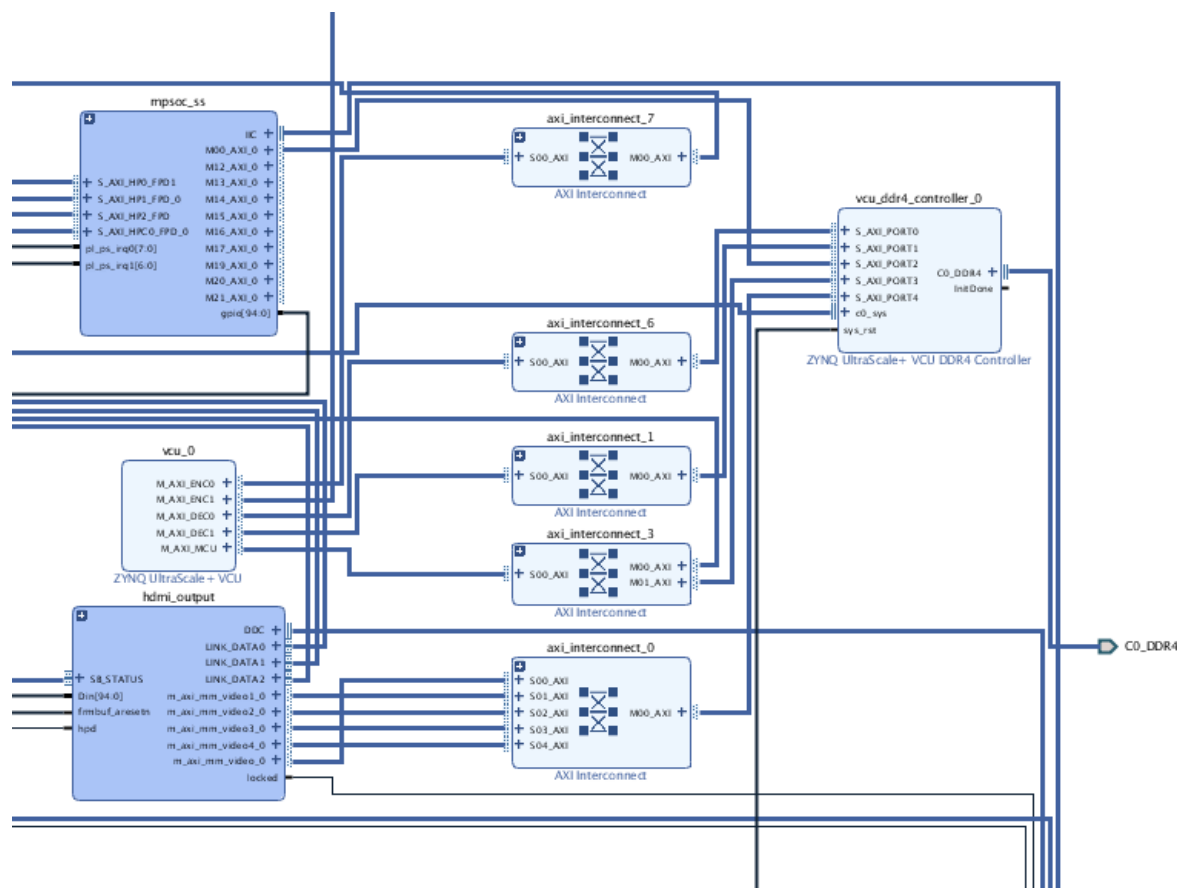 mpsoc_ss
IIC
M00_AXI_0
M12_AXI_0
S_AXI_HP0_FPD1
M13_AXI_0
S_AXI_HP1_FPD_0
M14_AXI_0
S_AXI_HP2_FPD
M15_AXI_0
S_AXI_HPC0_FPD_0
M16_AXI_0
pl_ps_irq0[7:0]
M17_AXI_0
pl_ps_irq1[6:0]
M19_AXI_0
M20_AXI_0
M21_AXI_0
gpio[94:0]
axi_interconnect_7
S00_AXI
M00_AXI
AXI Interconnect
vcu_ddr4_controller_0
S_AXI_PORT0
S_AXI_PORT1
S_AXI_PORT2
S_AXI_PORT3
S_AXI_PORT4
c0_sys
sys_rst
C0_DDR4
InitDone
ZYNQ UltraScale+ VCU DDR4 Controller
axi_interconnect_6
S00_AXI
M00_AXI
AXI Interconnect
axi_interconnect_1
S00_AXI
M00_AXI
AXI Interconnect
vcu_0
M_AXI_ENC0
M_AXI_ENC1
M_AXI_DEC0
M_AXI_DEC1
M_AXI_MCU
ZYNQ UltraScale+ VCU
axi_interconnect_3
S00_AXI
M00_AXI
M01_AXI
AXI Interconnect
hdmi_output
DDC
LINK_DATA0
LINK_DATA1
SB_STATUS
LINK_DATA2
Din[94:0]
m_axi_mm_video1_0
frmbuf_aresetn
m_axi_mm_video2_0
hpd
m_axi_mm_video3_0
m_axi_mm_video4_0
m_axi_mm_video_0
locked
axi_interconnect_0
S00_AXI
S01_AXI
S02_AXI
M00_AXI
S03_AXI
S04_AXI
AXI Interconnect
C0_DDR4